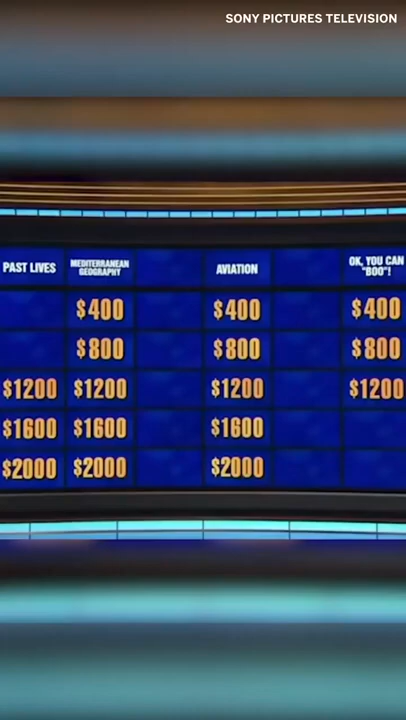 SONY PICTURES TELEVISION
PAST LIVES
MEDITERRANEAN
GEOGRAPHY
AVIATION
OK, YOU CAN
"BOO"!
$400 $400 $400
$800 $800 $800
$1200 $1200 $1200 $1200
$1600 $1600 $1600
$2000 $2000 $2000